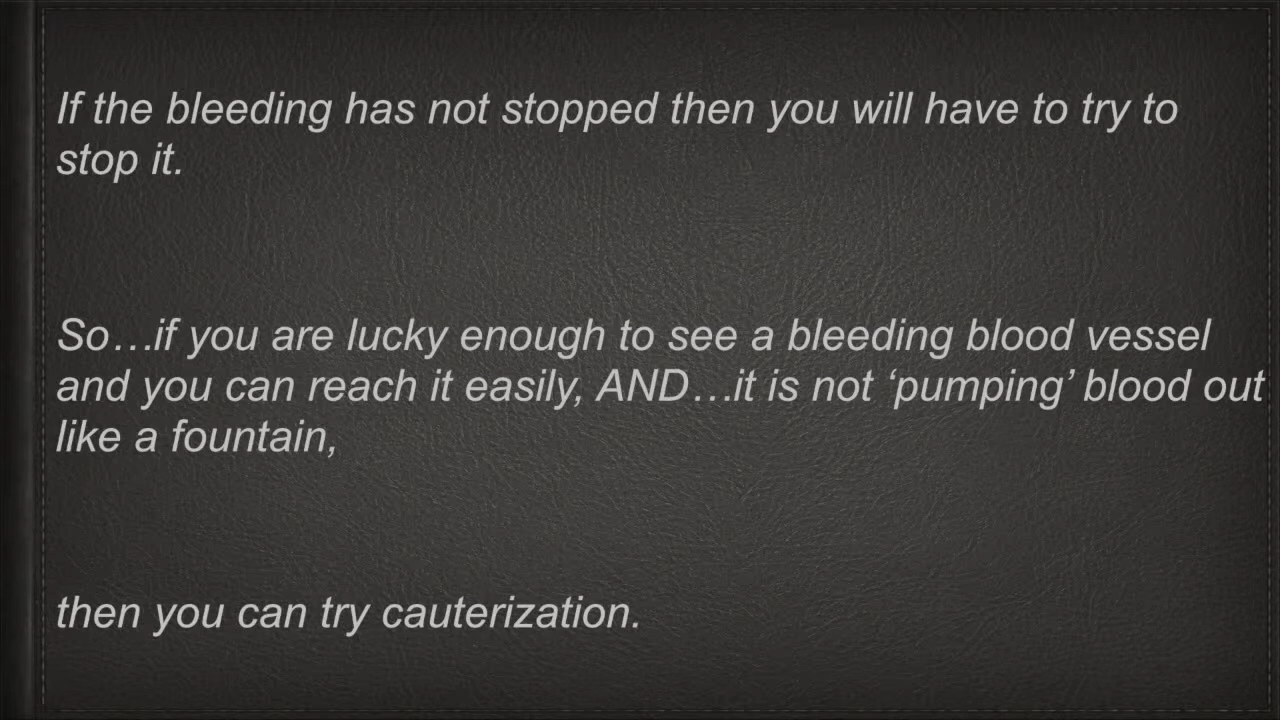 If the bleeding has not stopped then you will have to try to
stop it.
So…if you are lucky enough to see a bleeding blood vessel
and you can reach it easily, AND…it is not ‘pumping’ blood out
like a fountain,
then you can try cauterization.